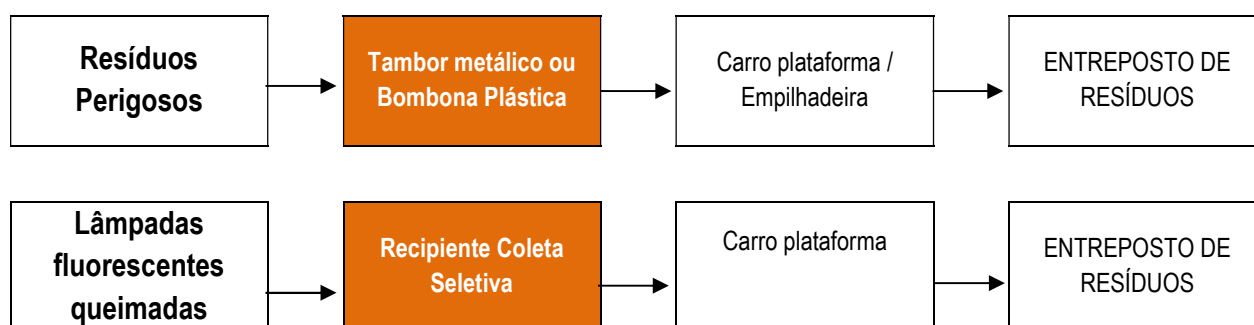 Resíduos
Perigosos
Tambor metálico ou
Bombona Plástica
Carro plataforma /
Empilhadeira
ENTREPOSTO DE
RESÍDUOS
Lâmpadas
fluorescentes
queimadas
Recipiente Coleta
Seletiva
Carro plataforma
ENTREPOSTO DE
RESÍDUOS